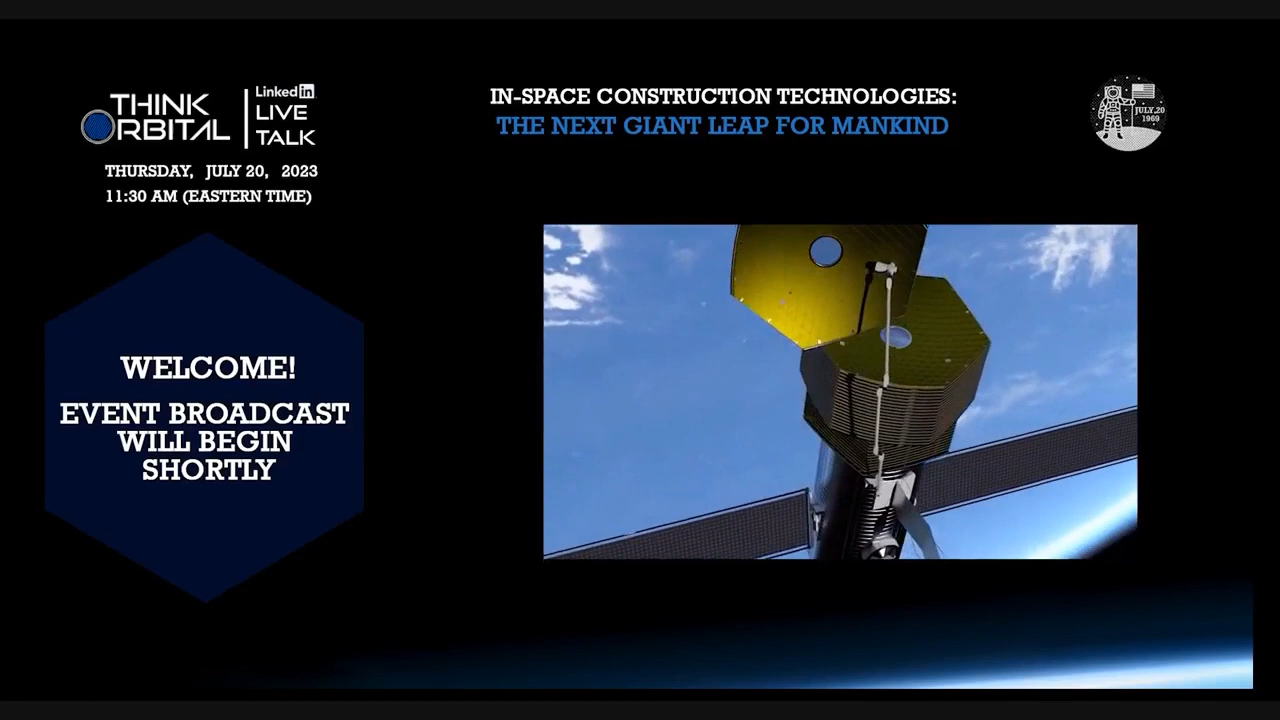 THINK
ORBITAL
LinkedIn
LIVE
TALK
THURSDAY, JULY 20, 2023
11:30 AM (EASTERN TIME)
IN-SPACE CONSTRUCTION TECHNOLOGIES:
THE NEXT GIANT LEAP FOR MANKIND
JULY,20
1969
WELCOME!
EVENT BROADCAST
WILL BEGIN
SHORTLY